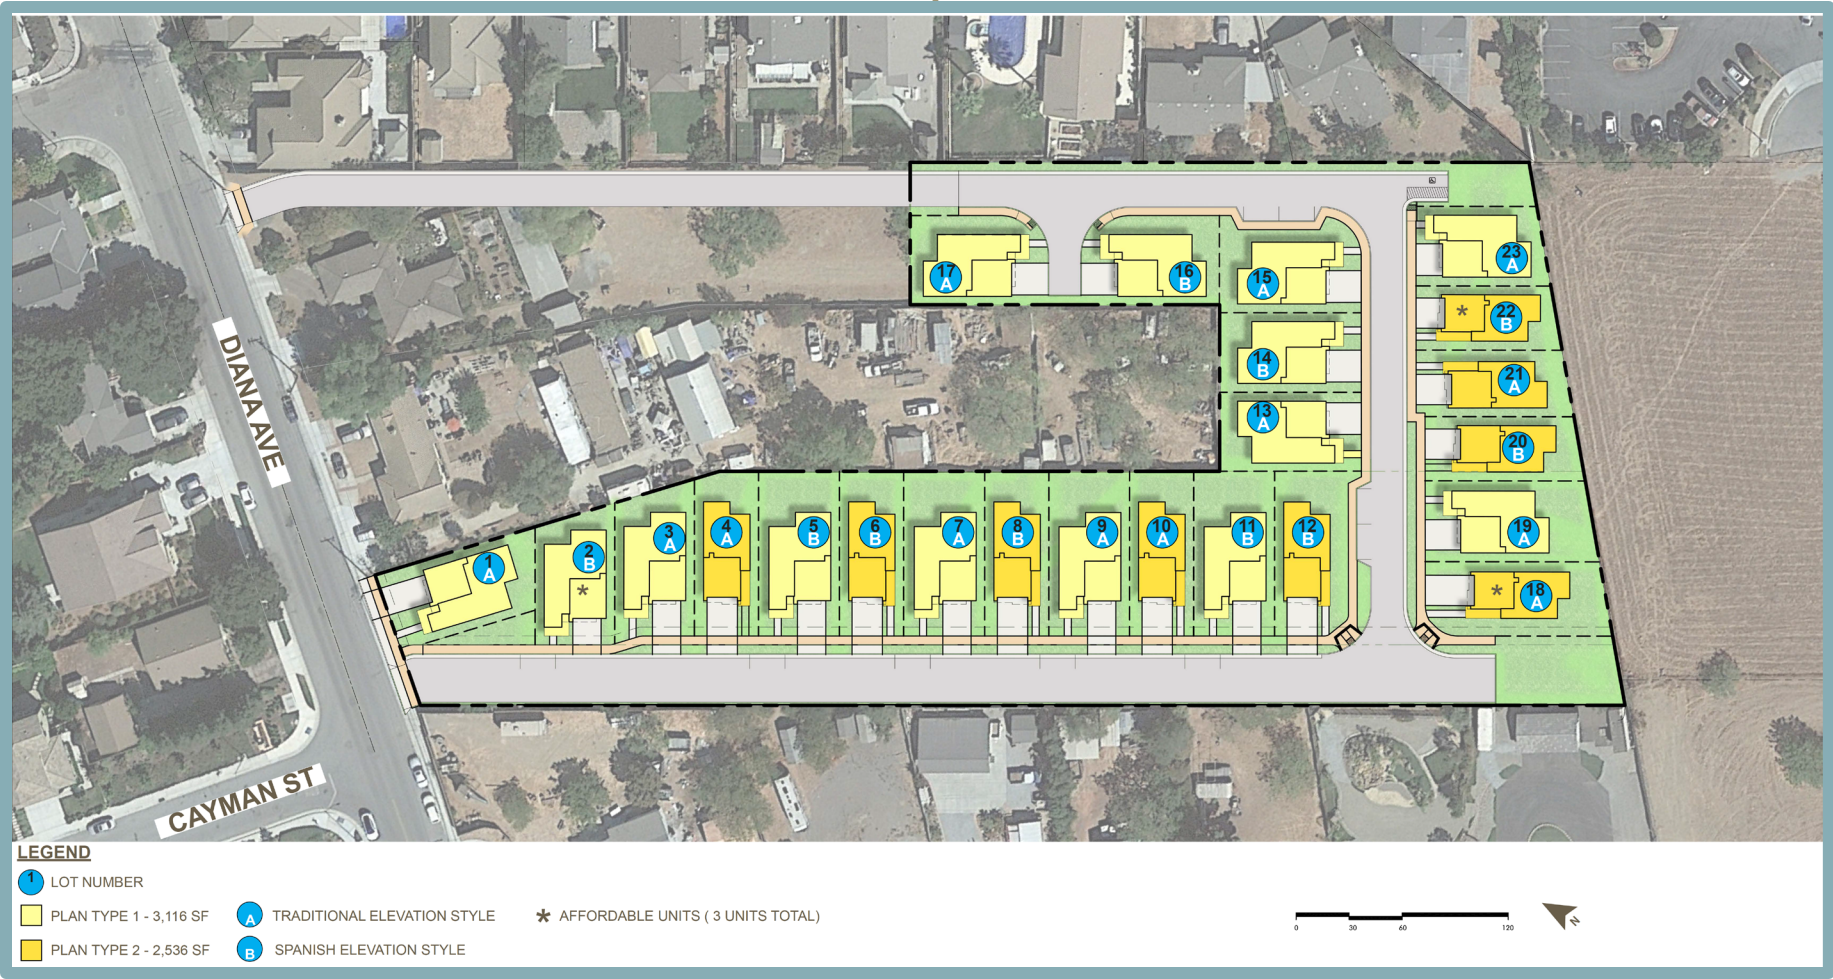 17
A
16
B
15
A
23
A
22
B
*
14
B
21
A
13
A
20
B
DIANA AVE
1
A
2
B
*
3
A
4
A
5
B
6
B
7
A
8
B
9
A
10
A
11
B
12
B
19
A
18
A
*
CAYMAN ST
LEGEND
1 LOT NUMBER
PLAN TYPE 1 - 3,116 SF A TRADITIONAL ELEVATION STYLE * AFFORDABLE UNITS ( 3 UNITS TOTAL)
PLAN TYPE 2 - 2,536 SF B SPANISH ELEVATION STYLE
0 30 60 120
N